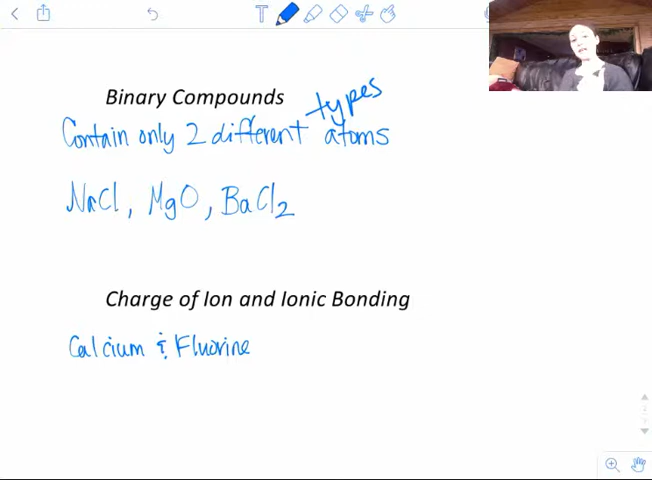 Binary Compounds
Contain only 2 different types atoms
NaCl, MgO, BaCl2
Charge of Ion and Ionic Bonding
Calcium & Fluorine